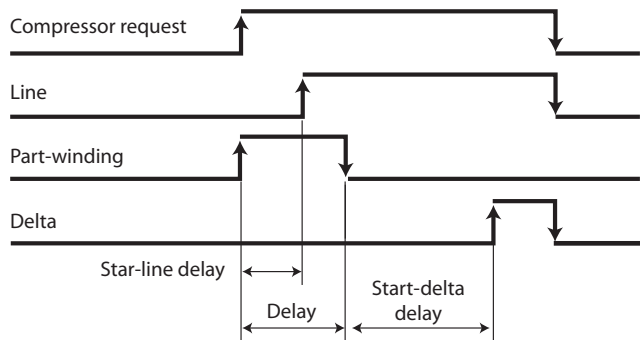 Compressor request
Line
Part-winding
Delta
Star-line delay
Delay
Start-delta
delay